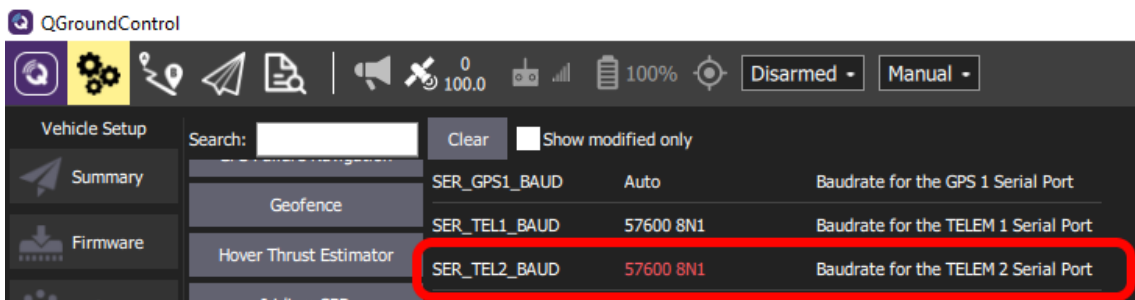 QGroundControl
0
100.0
100%
Disarmed
Manual
Vehicle Setup
Search:
Clear
Show modified only
Summary
SER_GPS1_BAUD Auto Baudrate for the GPS 1 Serial Port
Geofence
SER_TEL1_BAUD 57600 8N1 Baudrate for the TELEM 1 Serial Port
Firmware
Hover Thrust Estimator
SER_TEL2_BAUD 57600 8N1 Baudrate for the TELEM 2 Serial Port